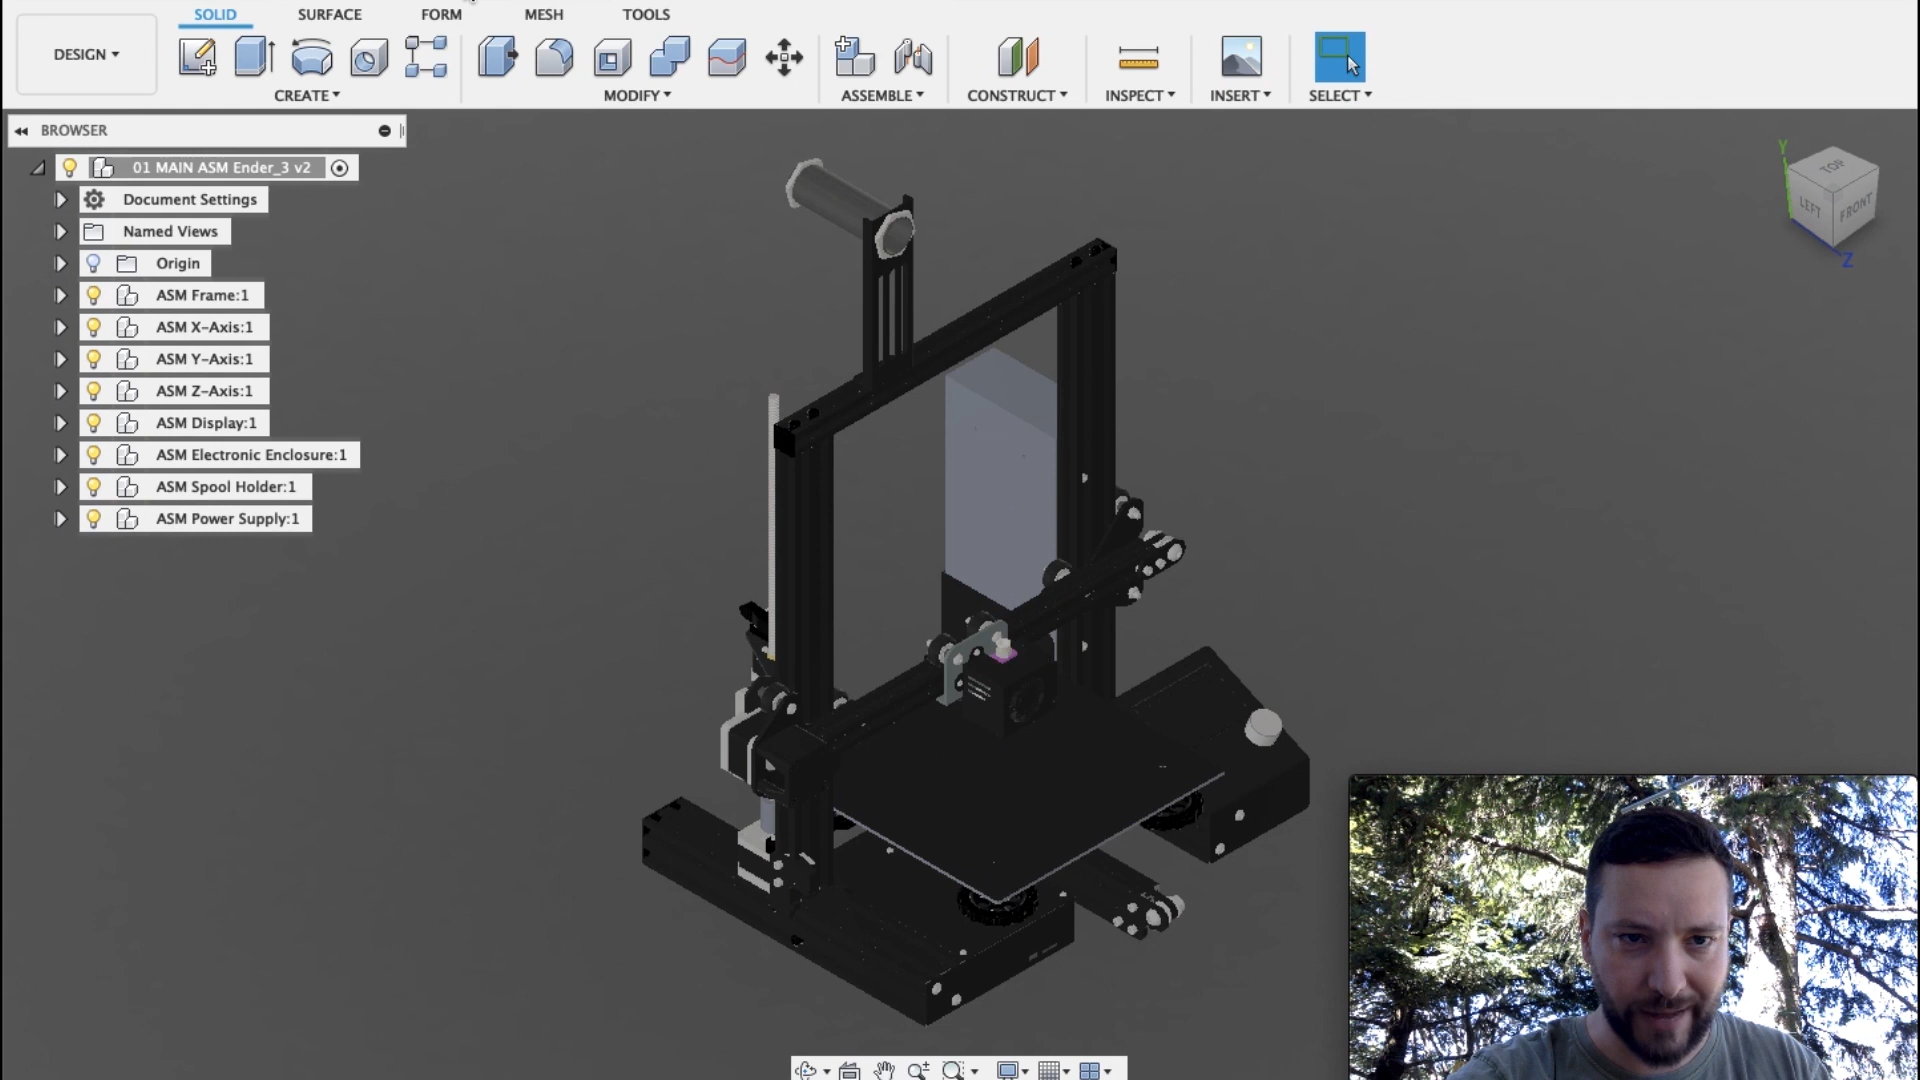 SOLID SURFACE FORM MESH TOOLS
DESIGN
CREATE MODIFY ASSEMBLE CONSTRUCT INSPECT INSERT SELECT
BROWSER
01 MAIN ASM Ender_3 v2
Document Settings
Named Views
Origin
ASM Frame:1
ASM X-Axis:1
ASM Y-Axis:1
ASM Z-Axis:1
ASM Display:1
ASM Electronic Enclosure:1
ASM Spool Holder:1
ASM Power Supply:1
Y
TOP
LEFT FRONT
Z